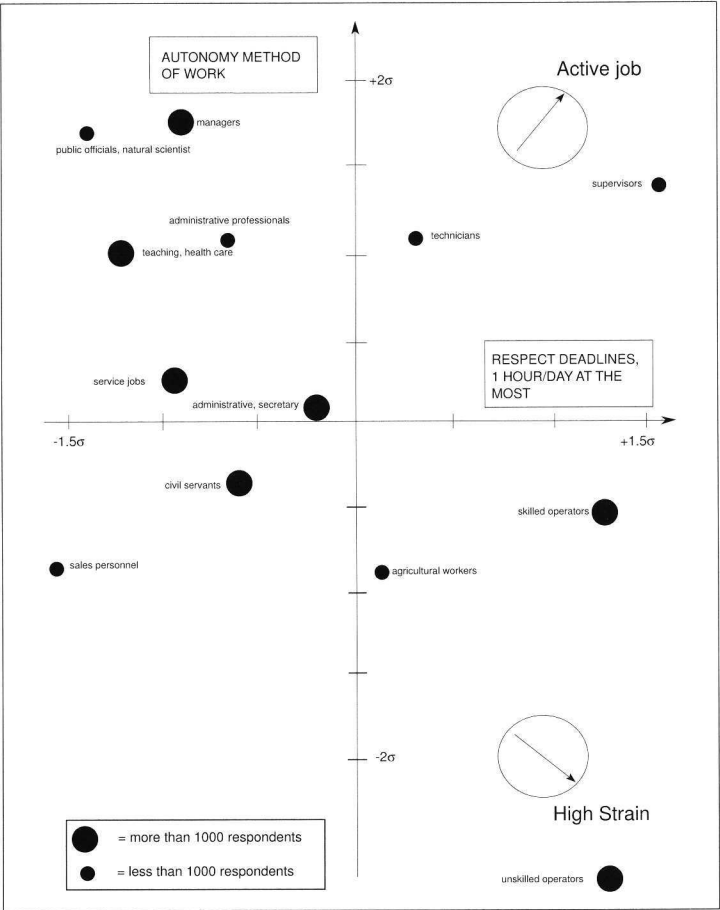 AUTONOMY METHOD
OF WORK
+2σ
Active job
managers
public officials, natural scientist
supervisors
administrative professionals
technicians
teaching, health care
RESPECT DEADLINES,
1 HOUR/DAY AT THE
MOST
service jobs
administrative, secretary
-1.5σ
+1.5σ
civil servants
skilled operators
sales personnel
agricultural workers
-2σ
High Strain
= more than 1000 respondents
= less than 1000 respondents
unskilled operators